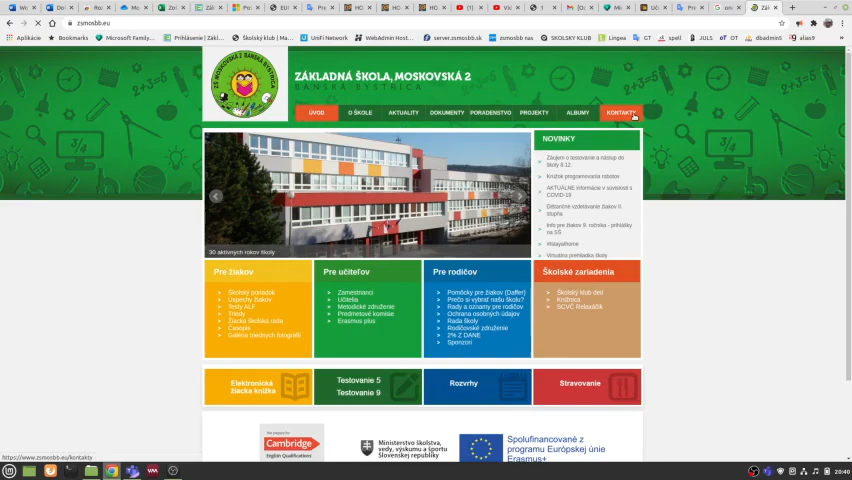 zsmosbb.eu
Aplikácie
Bookmarks
Microsoft Family...
Prihlásenie | Zákl...
Školský klub | Ma...
UniFi Network
WebAdmin Host...
server.zsmosbb.sk
zsmosbb nas
SKOLSKY KLUB
Lingea
GT
spell
JULS
OT
dbadmin5
alias9
ZÁKLADNÁ ŠKOLA, MOSKOVSKÁ 2
BANSKÁ BYSTRICA
ÚVOD
O ŠKOLE
AKTUALITY
DOKUMENTY
PORADENSTVO
PROJEKTY
ALBUMY
KONTAKTY
30 aktívnych rokov školy
NOVINKY
Záujem o testovanie a nástup do
školy 8.12.
Krúžok programovania robotov
AKTUÁLNE informácie v súvislosti s
COVID-19
Dištančné vzdelávanie žiakov II.
stupňa
Info pre žiakov 9. ročníka - prihlášky
na SŠ
#stayathome
Virtuálna prehliadka školy
Pre žiakov
Školský poriadok
Úspechy žiakov
Testy ALF
Triedy
Žiacka školská rada
Časopis
Galéria triednych fotografií
Pre učiteľov
Zamestnanci
Učitelia
Metodické združenie
Predmetové komisie
Erasmus plus
Pre rodičov
Pomôcky pre žiakov (Daffer)
Prečo si vybrať našu školu?
Rady a oznamy pre rodičov
Ochrana osobných údajov
Rada školy
Rodičovské združenie
2% Z DANE
Sponzori
Školské zariadenia
Školský klub detí
Knižnica
SCVČ Relaxáčik
Elektronická
žiacka knižka
Testovanie 5
Testovanie 9
Rozvrhy
Stravovanie
We prepare for
Cambridge
English Qualifications
Ministerstvo školstva,
vedy, výskumu a športu
Slovenskej republiky
Spolufinancované z
programu Európskej únie
Erasmus+
https://www.zsmosbb.eu/kontakty
20:40